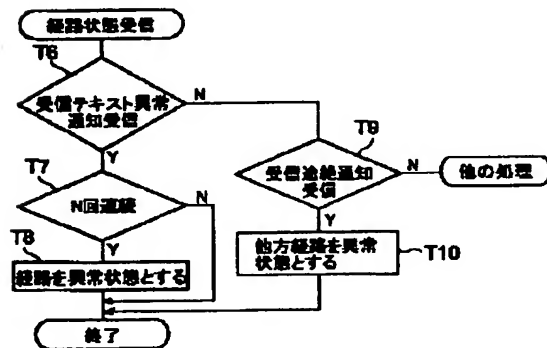 経路状態受信
T6
受信テキスト異常
通知受信
N
Y
T7
N回連続
N
Y
T8
経路を異常状態とする
終了
T9
受信途絶通知
受信
N
他の処理
Y
他方経路を異常
状態とする
T10